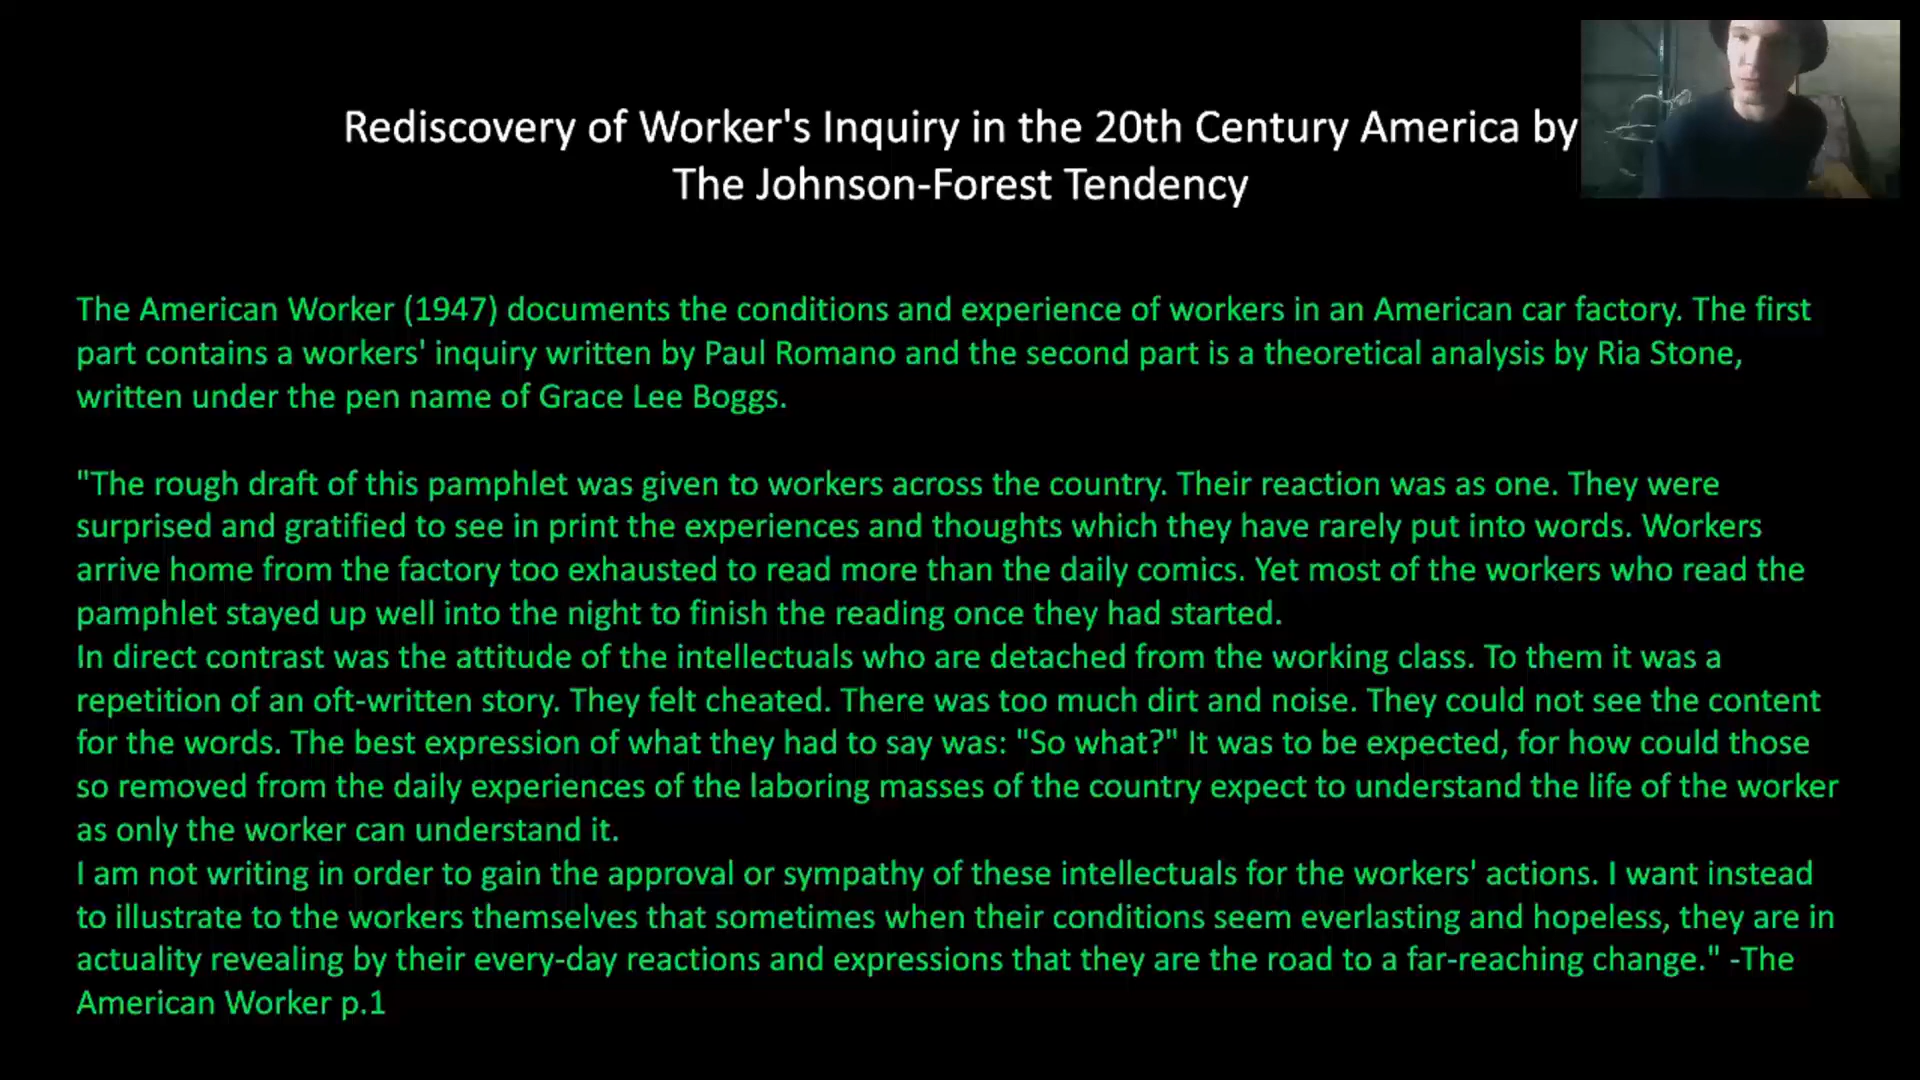 Rediscovery of Worker's Inquiry in the 20th Century America by
The Johnson-Forest Tendency
The American Worker (1947) documents the conditions and experience of workers in an American car factory. The first
part contains a workers' inquiry written by Paul Romano and the second part is a theoretical analysis by Ria Stone,
written under the pen name of Grace Lee Boggs.
"The rough draft of this pamphlet was given to workers across the country. Their reaction was as one. They were
surprised and gratified to see in print the experiences and thoughts which they have rarely put into words. Workers
arrive home from the factory too exhausted to read more than the daily comics. Yet most of the workers who read the
pamphlet stayed up well into the night to finish the reading once they had started.
In direct contrast was the attitude of the intellectuals who are detached from the working class. To them it was a
repetition of an oft-written story. They felt cheated. There was too much dirt and noise. They could not see the content
for the words. The best expression of what they had to say was: "So what?" It was to be expected, for how could those
so removed from the daily experiences of the laboring masses of the country expect to understand the life of the worker
as only the worker can understand it.
I am not writing in order to gain the approval or sympathy of these intellectuals for the workers' actions. I want instead
to illustrate to the workers themselves that sometimes when their conditions seem everlasting and hopeless, they are in
actuality revealing by their every-day reactions and expressions that they are the road to a far-reaching change." -The
American Worker p.1